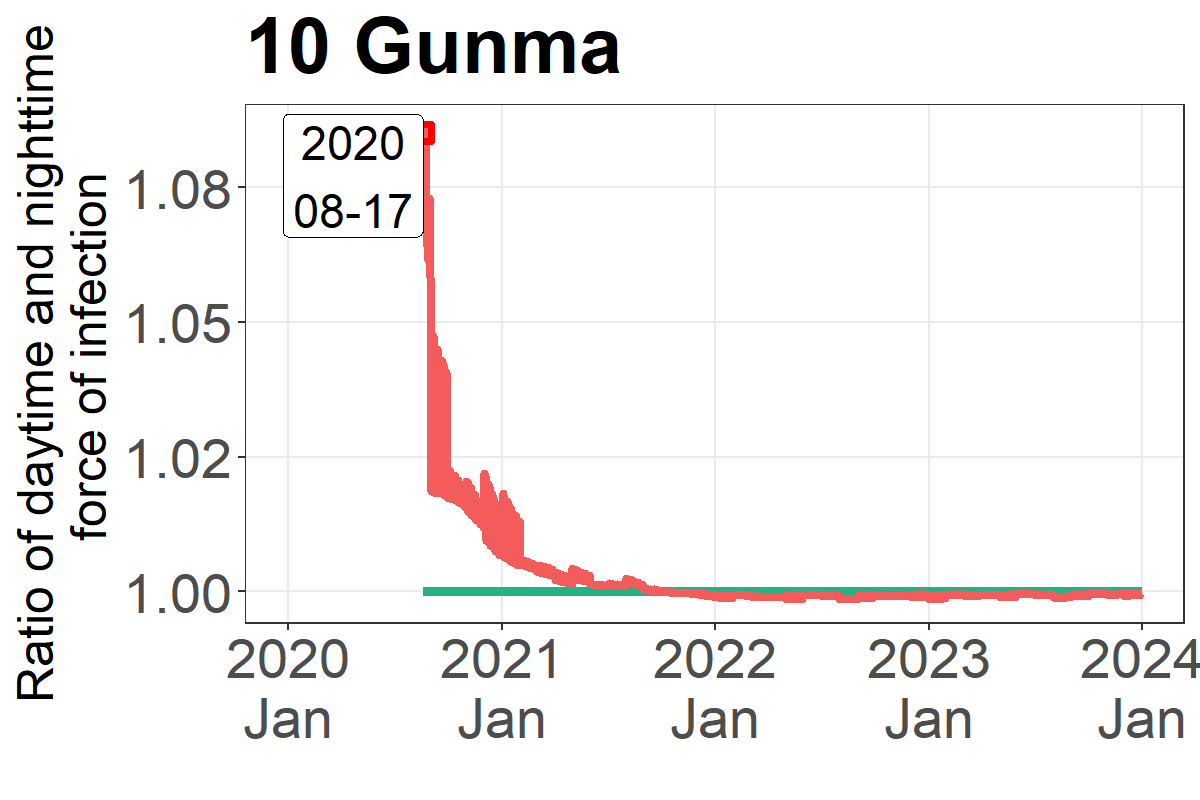 10 Gunma
Ratio of daytime and nighttime
force of infection
1.08
1.05
1.02
1.00
2020
08-17
2020
Jan
2021
Jan
2022
Jan
2023
Jan
2024
Jan